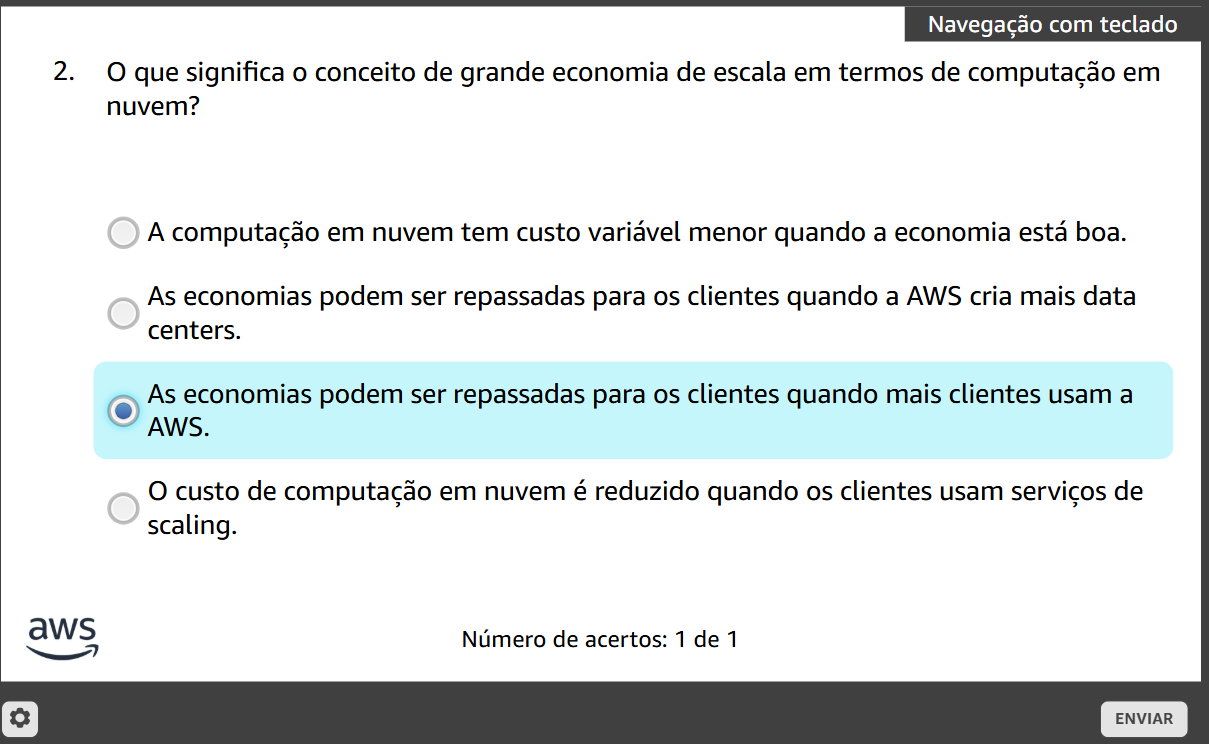 Navegação com teclado
2. O que significa o conceito de grande economia de escala em termos de computação em
nuvem?
A computação em nuvem tem custo variável menor quando a economia está boa.
As economias podem ser repassadas para os clientes quando a AWS cria mais data
centers.
As economias podem ser repassadas para os clientes quando mais clientes usam a
AWS.
O custo de computação em nuvem é reduzido quando os clientes usam serviços de
scaling.
aws
Número de acertos: 1 de 1
ENVIAR